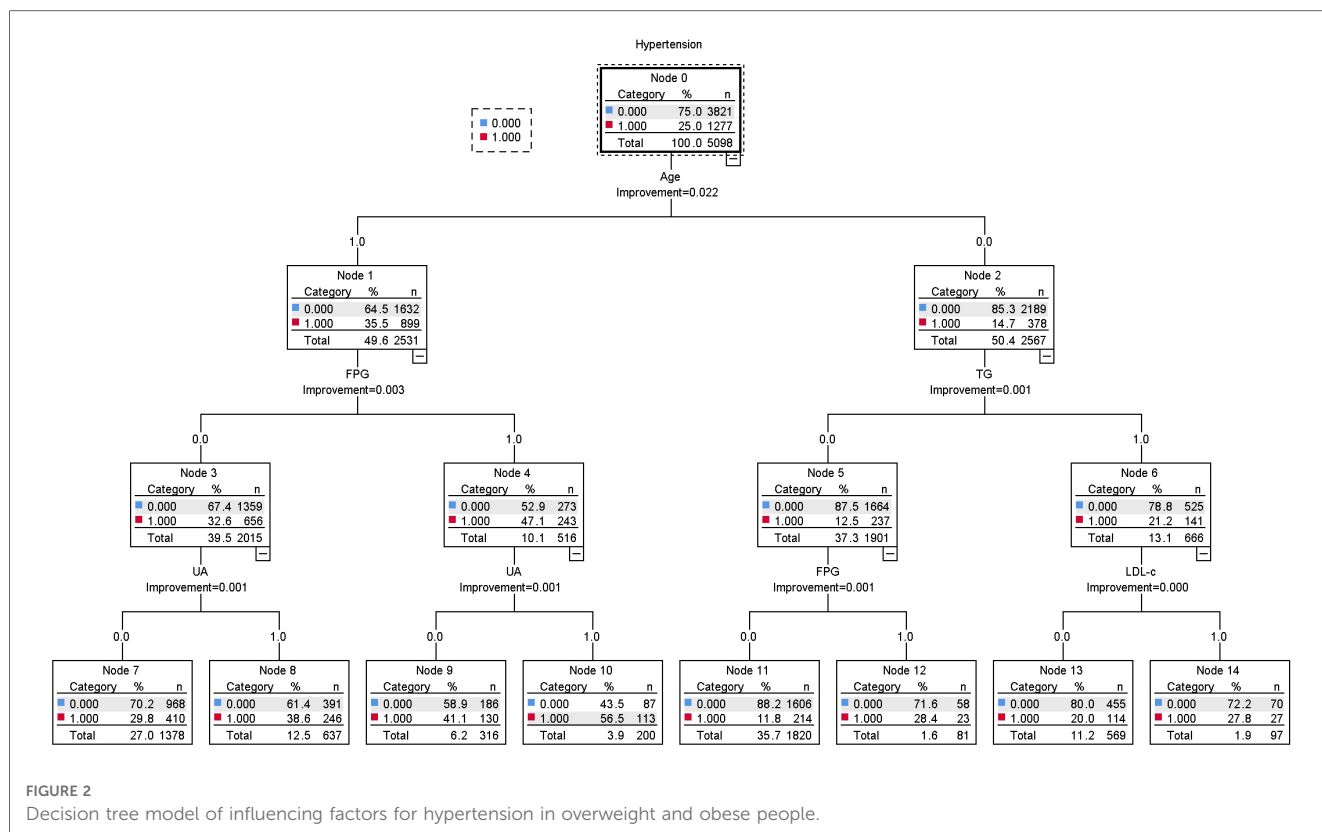 Hypertension
Node 0
Category % n
0.000 75.0 3821
1.000 25.0 1277
Total 100.0 5098
0.000
1.000
Age
Improvement=0.022
1.0
0.0
Node 1
Category % n
0.000 64.5 1632
1.000 35.5 899
Total 49.6 2531
Node 2
Category % n
0.000 85.3 2189
1.000 14.7 378
Total 50.4 2567
FPG
Improvement=0.003
TG
Improvement=0.001
0.0
1.0
0.0
1.0
Node 3
Category % n
0.000 67.4 1359
1.000 32.6 656
Total 39.5 2015
Node 4
Category % n
0.000 52.9 273
1.000 47.1 243
Total 10.1 516
Node 5
Category % n
0.000 87.5 1664
1.000 12.5 237
Total 37.3 1901
Node 6
Category % n
0.000 78.8 525
1.000 21.2 141
Total 13.1 666
UA
Improvement=0.001
UA
Improvement=0.001
FPG
Improvement=0.001
LDL-c
Improvement=0.000
0.0
1.0
0.0
1.0
0.0
1.0
0.0
1.0
Node 7
Category % n
0.000 70.2 968
1.000 29.8 410
Total 27.0 1378
Node 8
Category % n
0.000 61.4 391
1.000 38.6 246
Total 12.5 637
Node 9
Category % n
0.000 58.9 186
1.000 41.1 130
Total 6.2 316
Node 10
Category % n
0.000 43.5 87
1.000 56.5 113
Total 3.9 200
Node 11
Category % n
0.000 88.2 1606
1.000 11.8 214
Total 35.7 1820
Node 12
Category % n
0.000 71.6 58
1.000 28.4 23
Total 1.6 81
Node 13
Category % n
0.000 80.0 455
1.000 20.0 114
Total 11.2 569
Node 14
Category % n
0.000 72.2 70
1.000 27.8 27
Total 1.9 97
FIGURE 2
Decision tree model of influencing factors for hypertension in overweight and obese people.